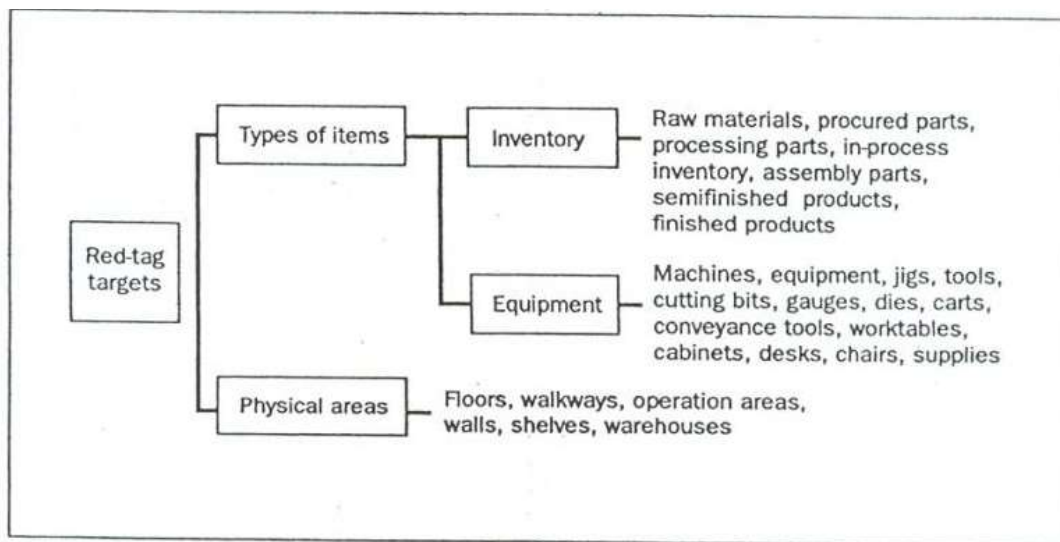 Types of items
Inventory
Raw materials, procured parts,
processing parts, in-process
inventory, assembly parts,
semifinished products,
finished products
Red-tag
targets
Equipment
Machines, equipment, jigs, tools,
cutting bits, gauges, dies, carts,
conveyance tools, worktables,
cabinets, desks, chairs, supplies
Physical areas
Floors, walkways, operation areas,
walls, shelves, warehouses